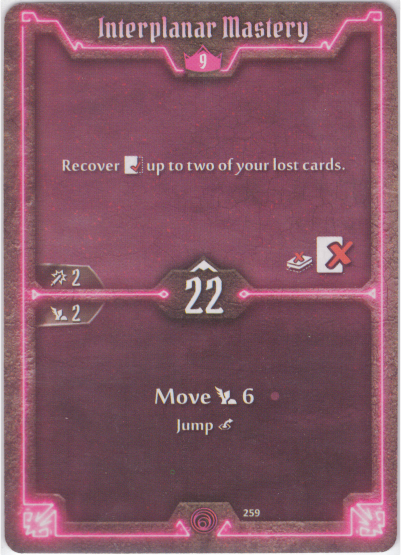 Interplanar Mastery
9
Recover up to two of your lost cards.
2
22
2
Move 6
Jump
259